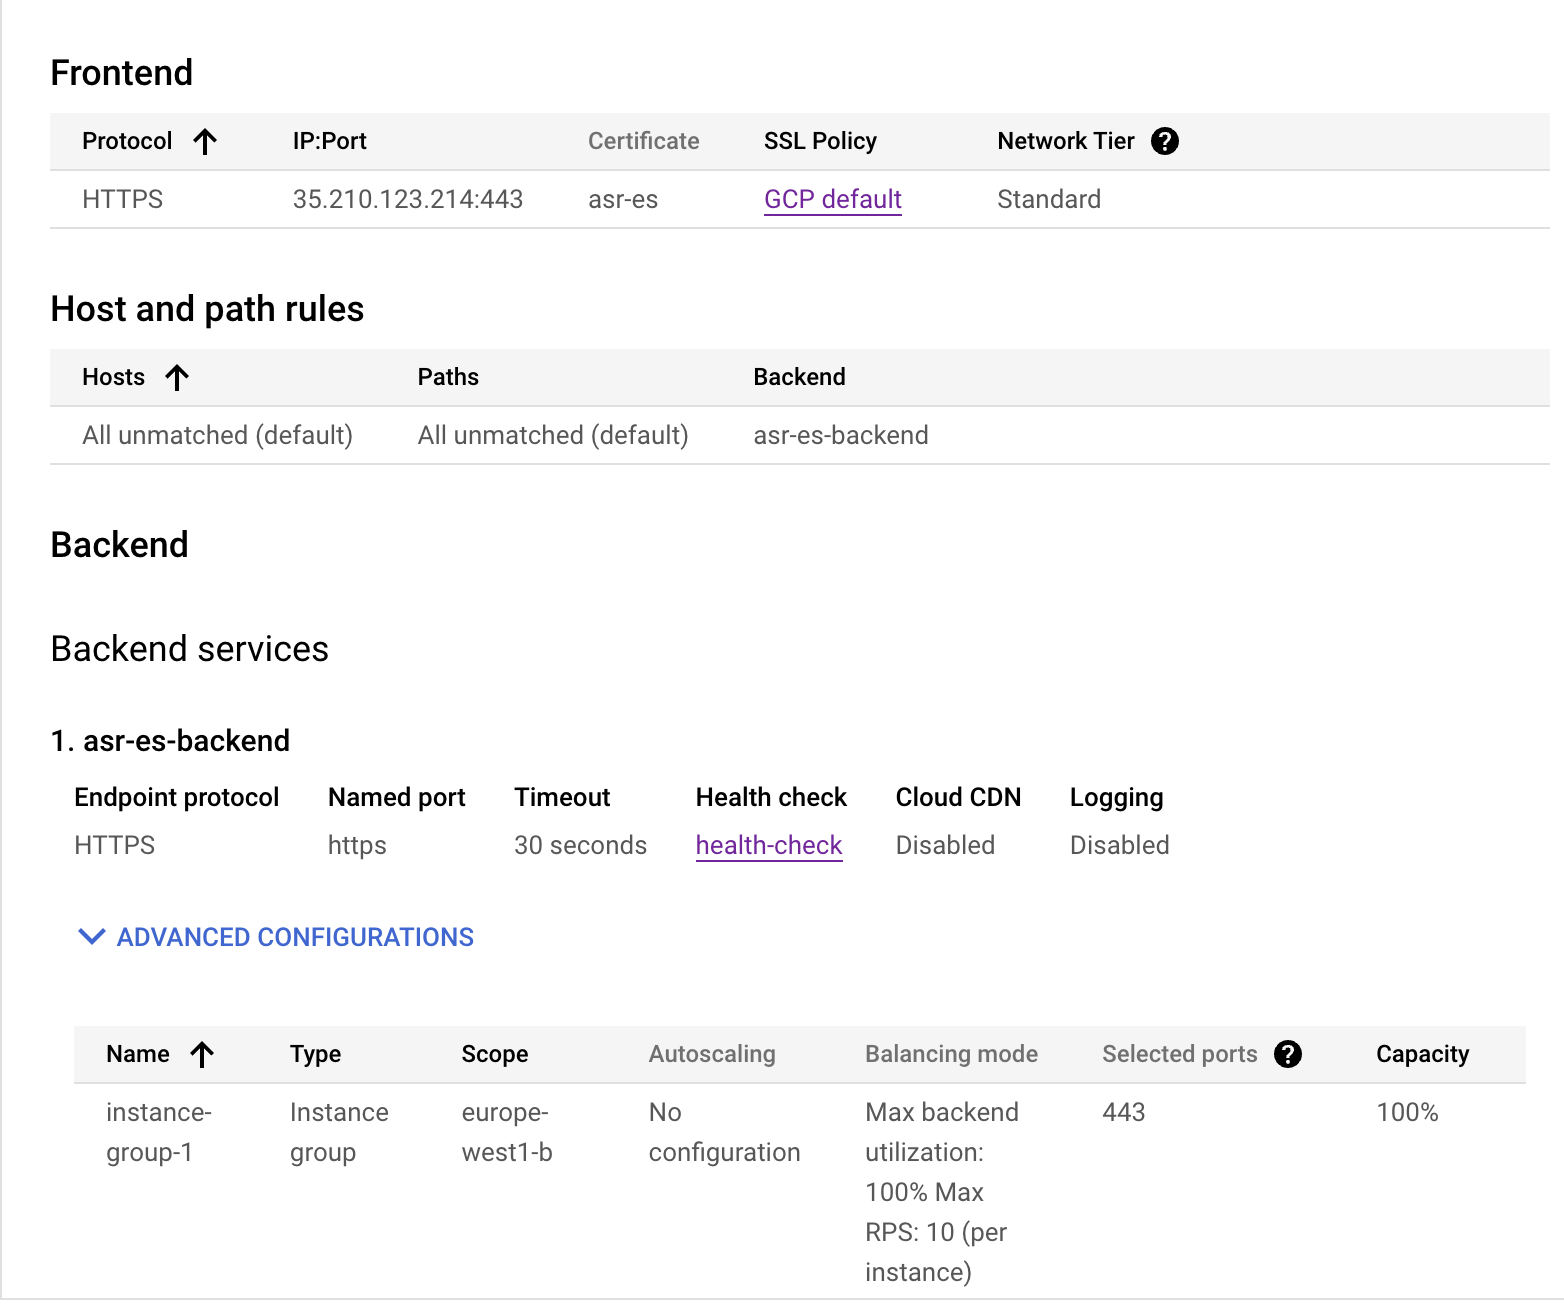 Frontend
Protocol IP:Port Certificate SSL Policy Network Tier
HTTPS 35.210.123.214:443 asr-es GCP default Standard
Host and path rules
Hosts Paths Backend
All unmatched (default) All unmatched (default) asr-es-backend
Backend
Backend services
1. asr-es-backend
Endpoint protocol Named port Timeout Health check Cloud CDN Logging
HTTPS https 30 seconds health-check Disabled Disabled
ADVANCED CONFIGURATIONS
Name Type Scope Autoscaling Balancing mode Selected ports Capacity
instance- Instance europe- No Max backend 443 100%
group-1 group west1-b configuration utilization:
100% Max
RPS: 10 (per
instance)